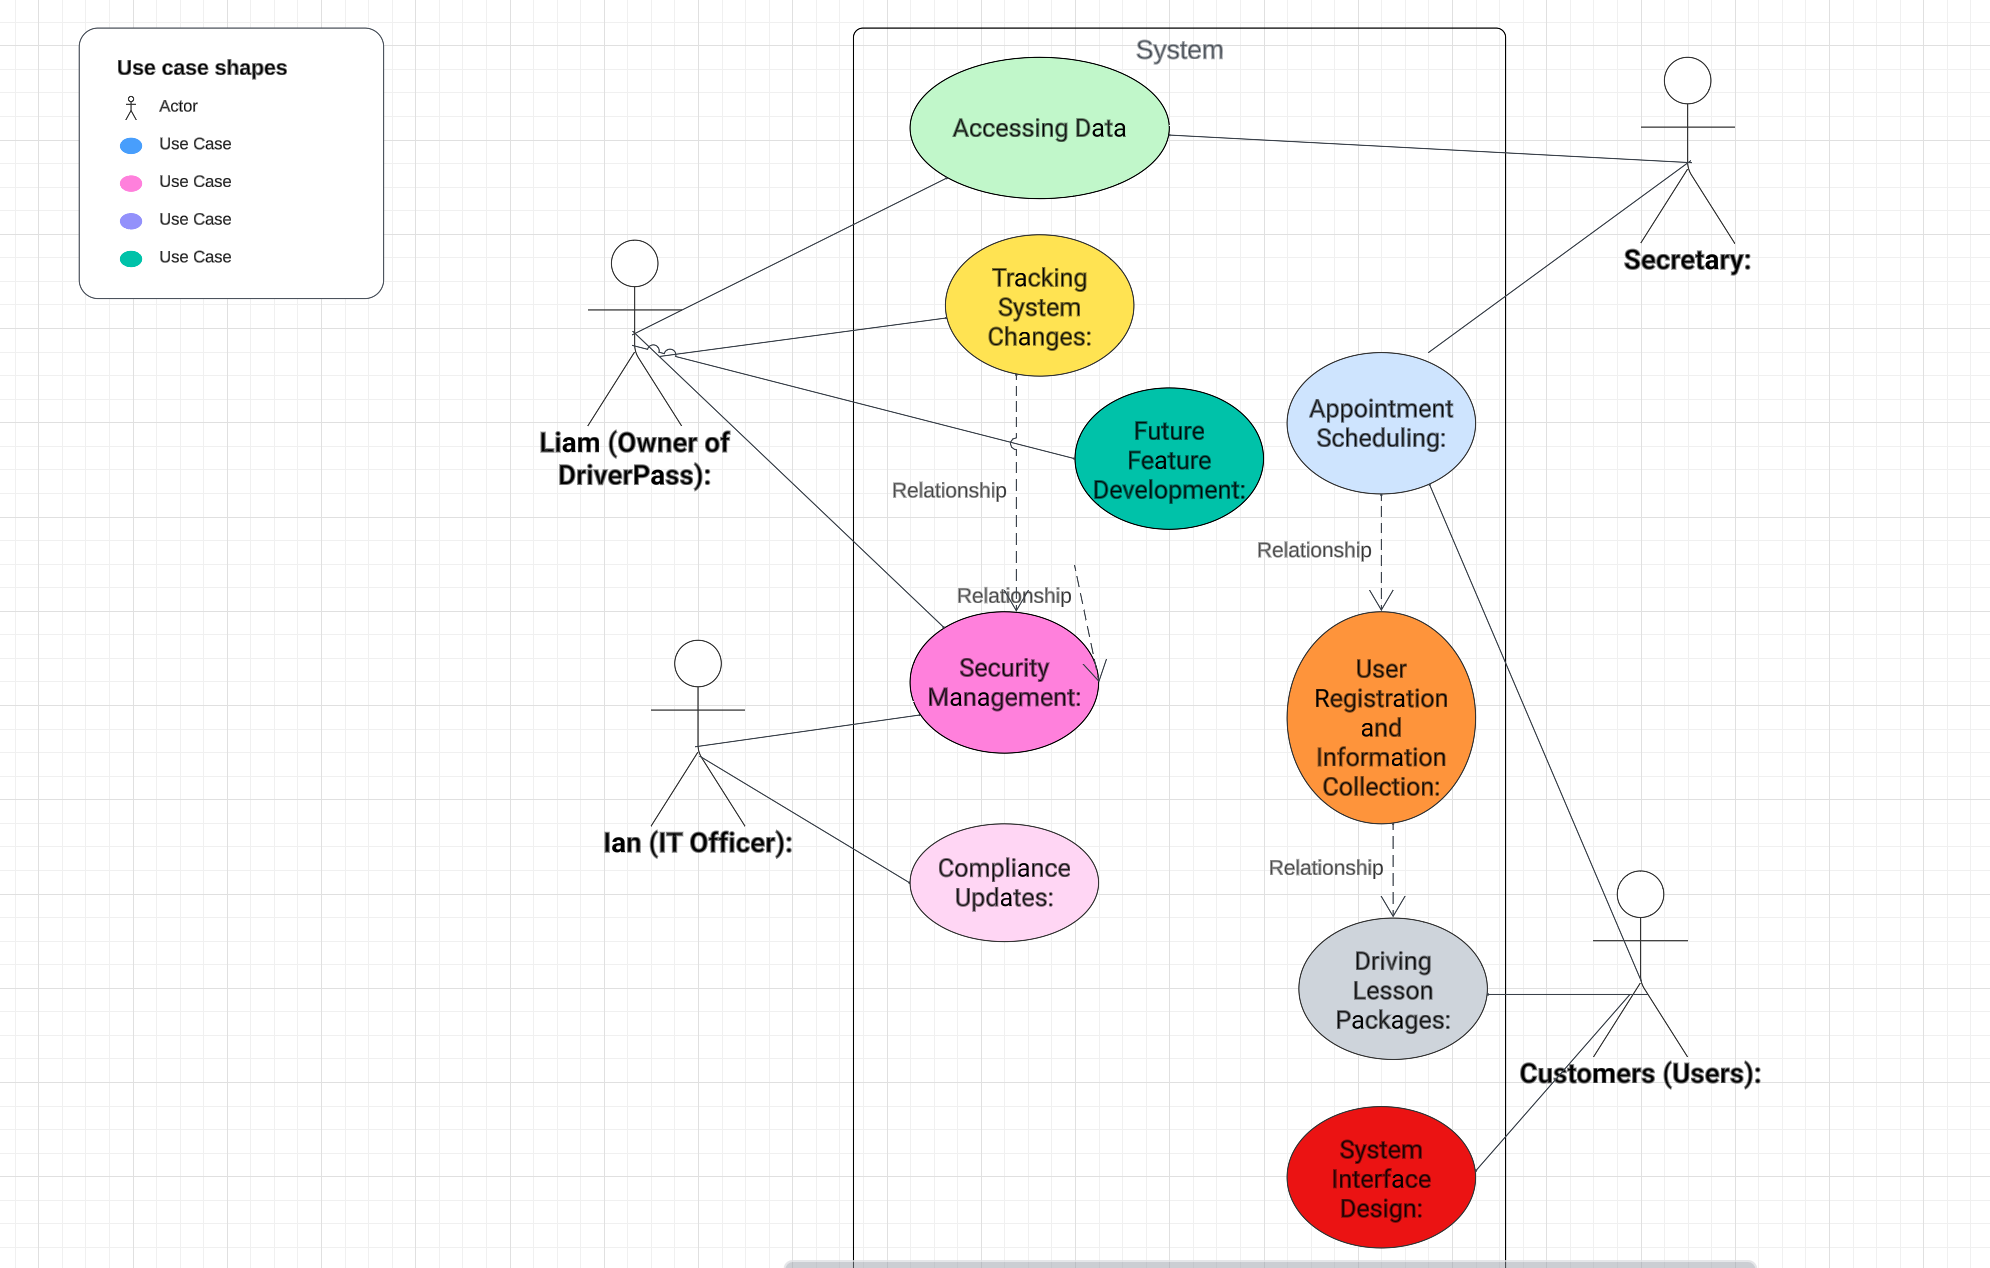 Use case shapes
Actor
Use Case
Use Case
Use Case
Use Case
System
Accessing Data
Tracking
System
Changes:
Future
Feature
Development:
Appointment
Scheduling:
Secretary:
Liam (Owner of
DriverPass):
Relationship
Relationship
Relationship
Security
Management:
User
Registration
and
Information
Collection:
Ian (IT Officer):
Compliance
Updates:
Relationship
Driving
Lesson
Packages:
Customers (Users):
System
Interface
Design: